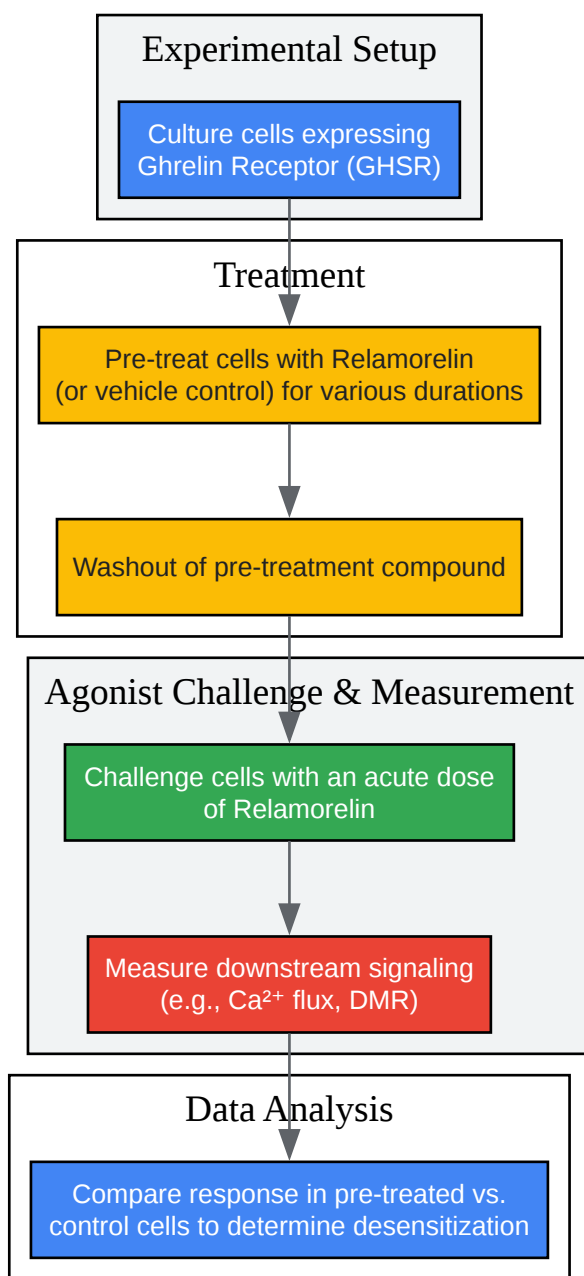 Experimental Setup
Culture cells expressing
Ghrelin Receptor (GHSR)
Treatment
Pre-treat cells with Relamorelin
(or vehicle control) for various durations
Washout of pre-treatment compound
Agonist Challenge & Measurement
Challenge cells with an acute dose
of Relamorelin
Measure downstream signaling
(e.g., Ca²⁺ flux, DMR)
Data Analysis
Compare response in pre-treated vs.
control cells to determine desensitization